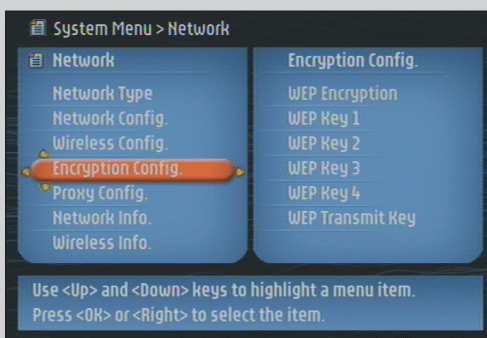 System Menu > Network
Network
Network Type
Network Config.
Wireless Config.
Encryption Config.
Proxy Config.
Network Info.
Wireless Info.
Encryption Config.
WEP Encryption
WEP Key 1
WEP Key 2
WEP Key 3
WEP Key 4
WEP Transmit Key
Use <Up> and <Down> keys to highlight a menu item.
Press <OK> or <Right> to select the item.